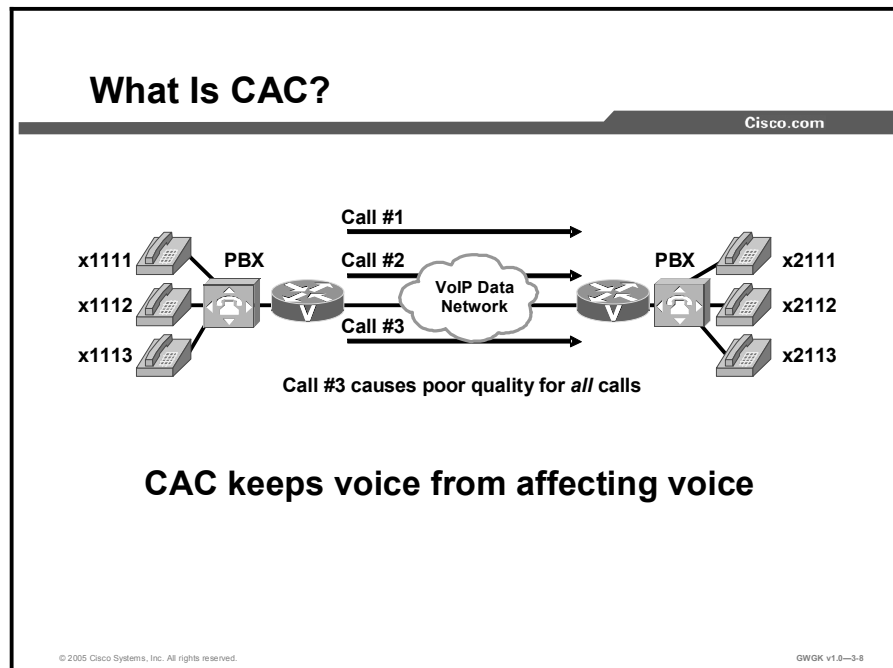 What Is CAC?
Cisco.com
Call #1
x1111
PBX
Call #2
PBX
x2111
VoIP Data
Network
x1112
V
V
x2112
Call #3
x1113
x2113
Call #3 causes poor quality for all calls
CAC keeps voice from affecting voice
© 2005 Cisco Systems, Inc. All rights reserved.
GWGK v1.0—3-8